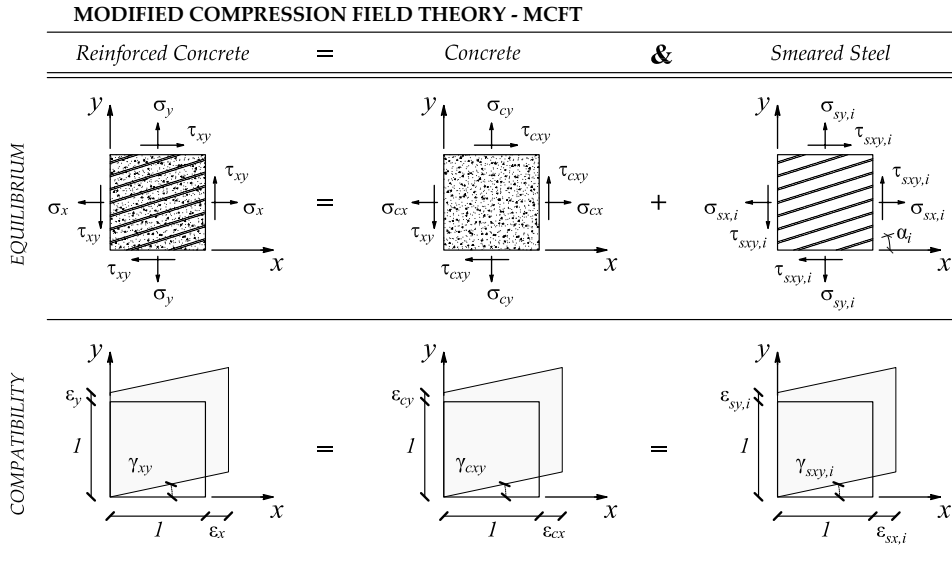 MODIFIED COMPRESSION FIELD THEORY - MCFT
Reinforced Concrete = Concrete & Smeared Steel
EQUILIBRIUM
y σy τxy τxy σx σx τxy τxy σy x
=
y σcy τcxy τcxy σcx σcx τxy τcxy σcy x
+
y σsy,i τsxy,i τsxy,i σsx,i σsx,i τsxy,i αi τsxy,i σsy,i x
COMPATIBILITY
y εy 1 γxy x 1 εx
=
y εcy 1 γcxy x 1 εcx
=
y εsy,i 1 γsxy,i x 1 εsx,i